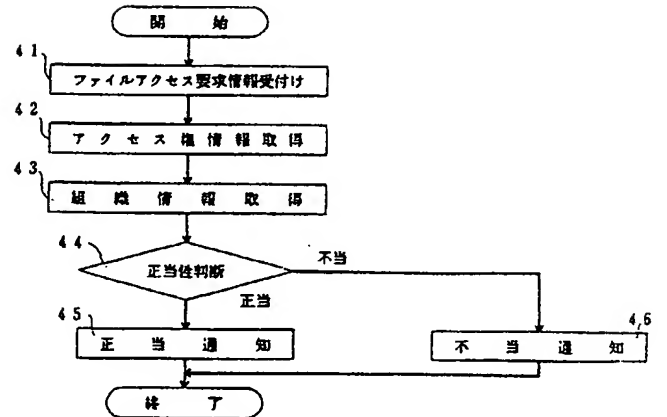 開始
41
ファイルアクセス要求情報受付け
42
アクセス権情報取得
43
組織情報取得
44
正当性判断
不当
正当
45
正当通知
46
不当通知
終了